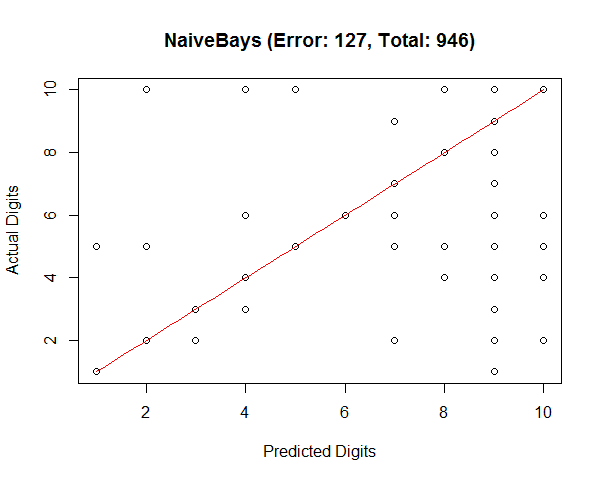 NaiveBays (Error: 127, Total: 946)
10
8
6
4
2
Actual Digits
2 4 6 8 10
Predicted Digits